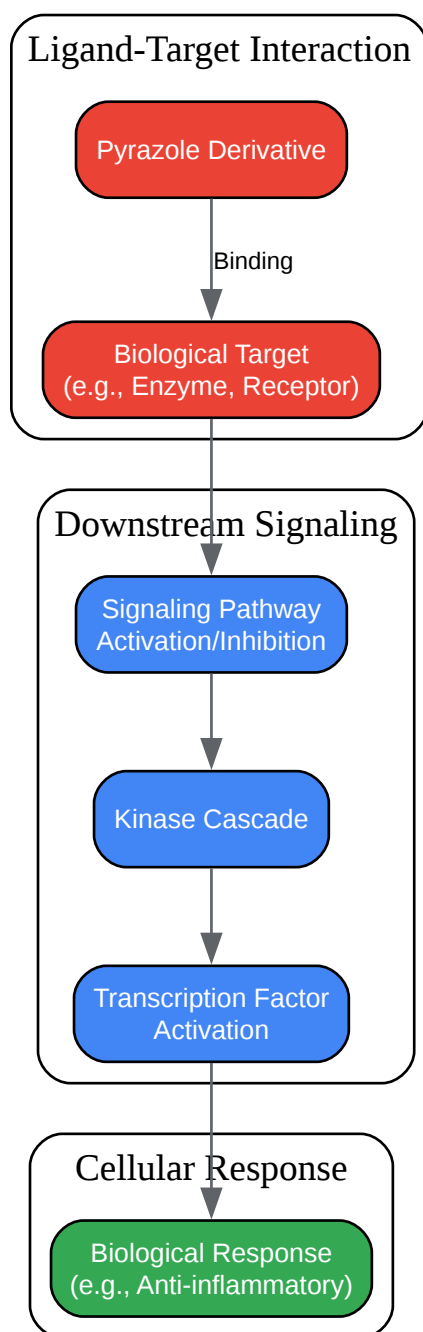 Ligand-Target Interaction
Pyrazole Derivative
Binding
Biological Target
(e.g., Enzyme, Receptor)
Downstream Signaling
Signaling Pathway
Activation/Inhibition
Kinase Cascade
Transcription Factor
Activation
Cellular Response
Biological Response
(e.g., Anti-inflammatory)